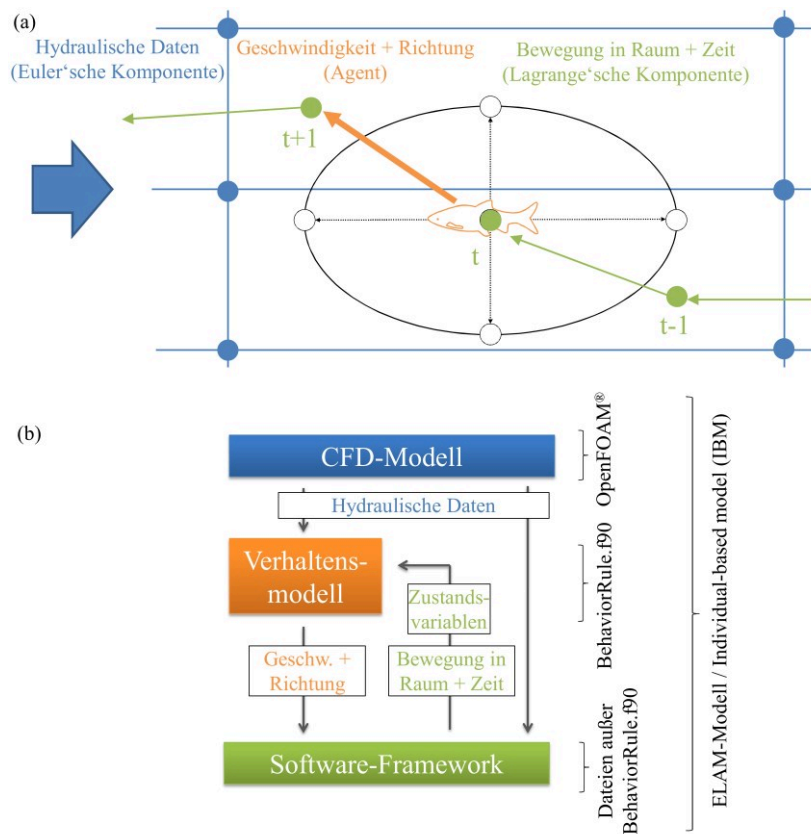 (a)
Hydraulische Daten
(Euler‘sche Komponente)
Geschwindigkeit + Richtung
(Agent)
Bewegung in Raum + Zeit
(Lagrange‘sche Komponente)
t+1
t
t-1
(b)
CFD-Modell
Hydraulische Daten
Verhaltens-
modell
Zustands-
variablen
Geschw. +
Richtung
Bewegung in
Raum + Zeit
Software-Framework
OpenFOAM®
BehaviorRule.f90
Dateien außer
BehaviorRule.f90
ELAM-Modell / Individual-based model (IBM)